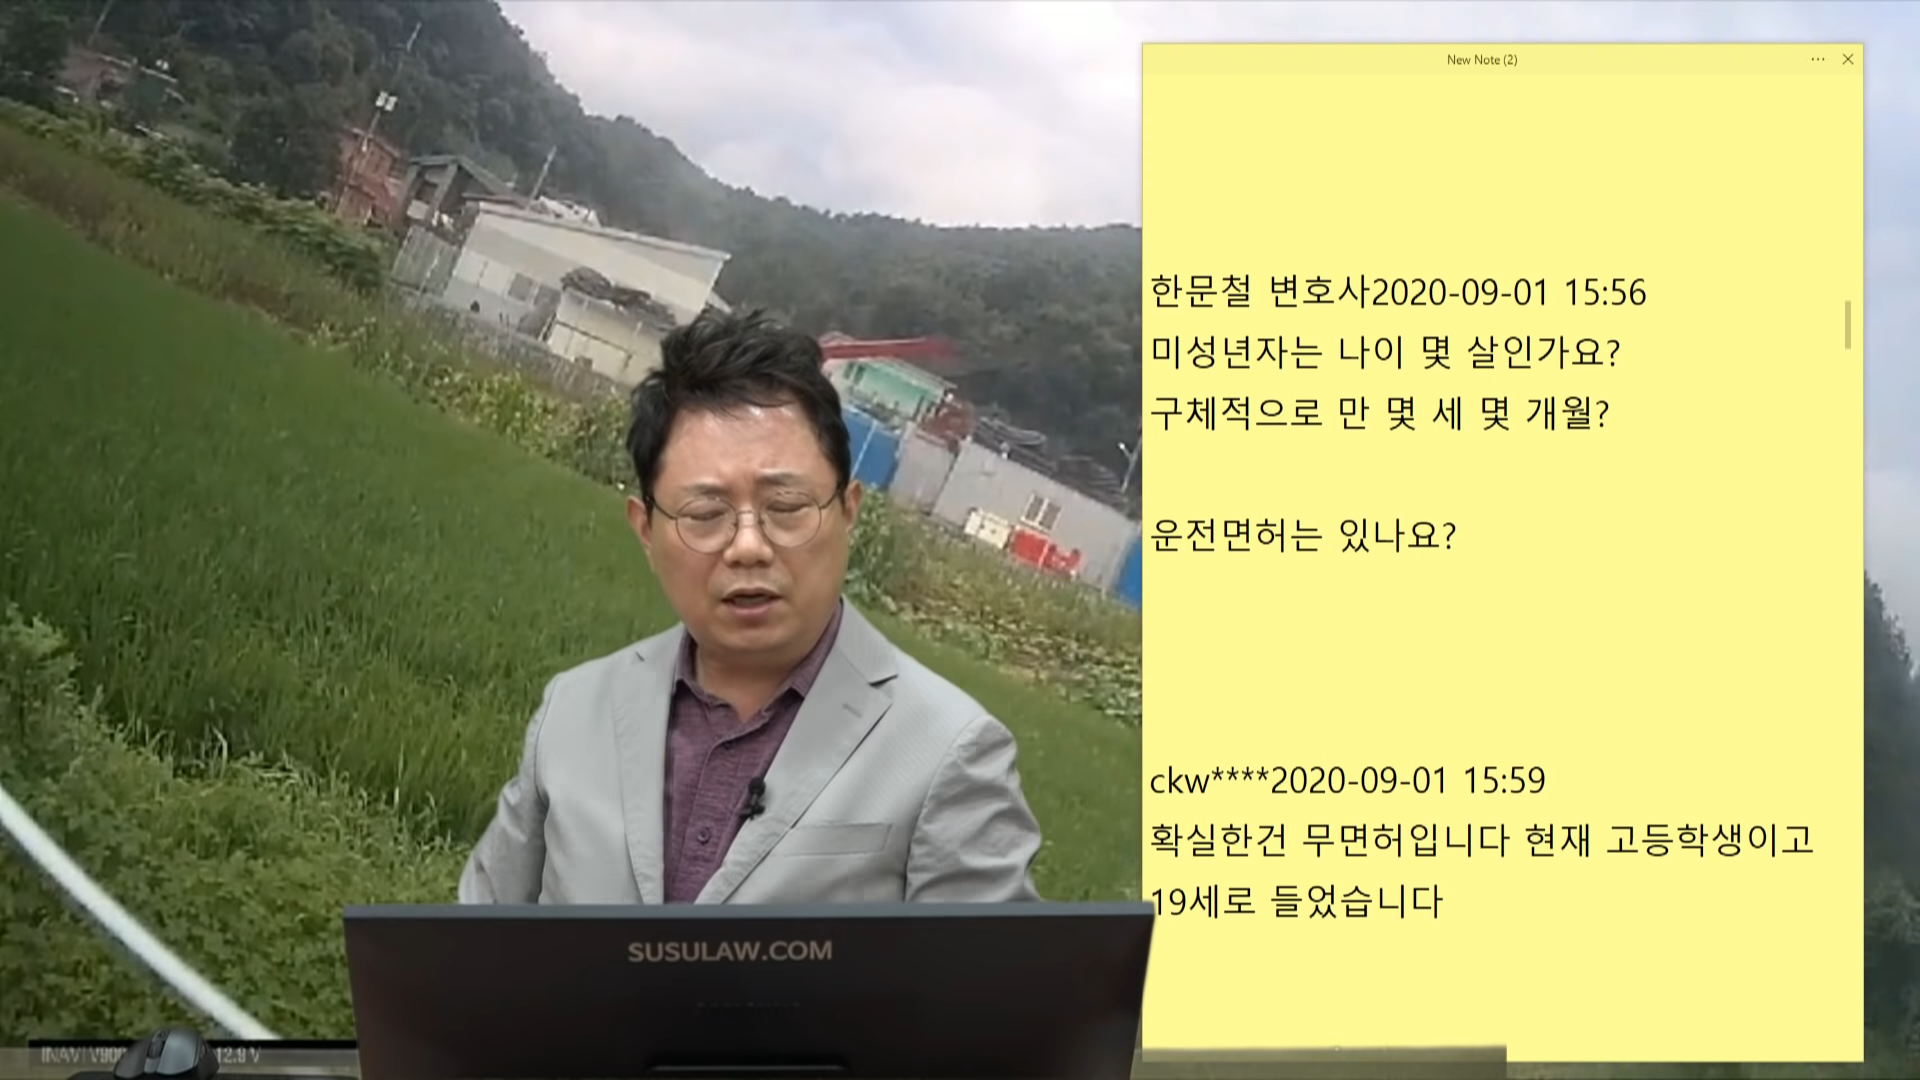 New Note (2)
한문철 변호사2020-09-01 15:56
미성년자는 나이 몇 살인가요?
구체적으로 만 몇 세 몇 개월?
운전면허는 있나요?
ckw****2020-09-01 15:59
확실한건 무면허입니다 현재 고등학생이고
19세로 들었습니다
SUSULAW.COM
12.9 V